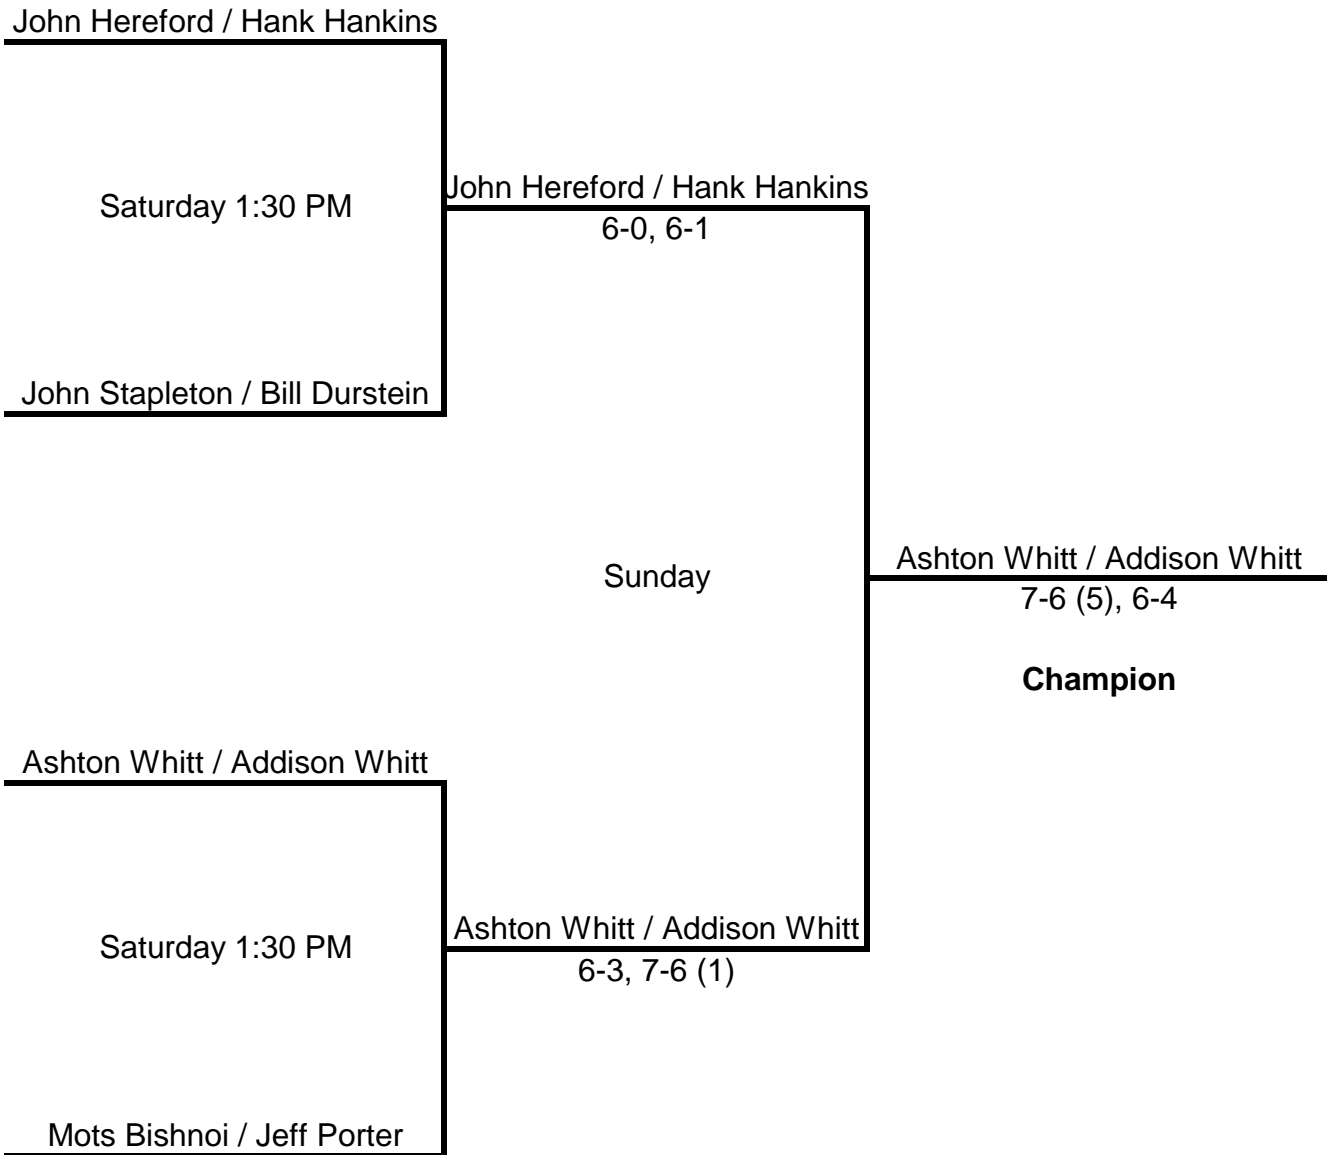 John Hereford / Hank Hankins
Saturday 1:30 PM
John Hereford / Hank Hankins
6-0, 6-1
John Stapleton / Bill Durstein
Sunday
Ashton Whitt / Addison Whitt
7-6 (5), 6-4
Champion
Ashton Whitt / Addison Whitt
Saturday 1:30 PM
Ashton Whitt / Addison Whitt
6-3, 7-6 (1)
Mots Bishnoi / Jeff Porter